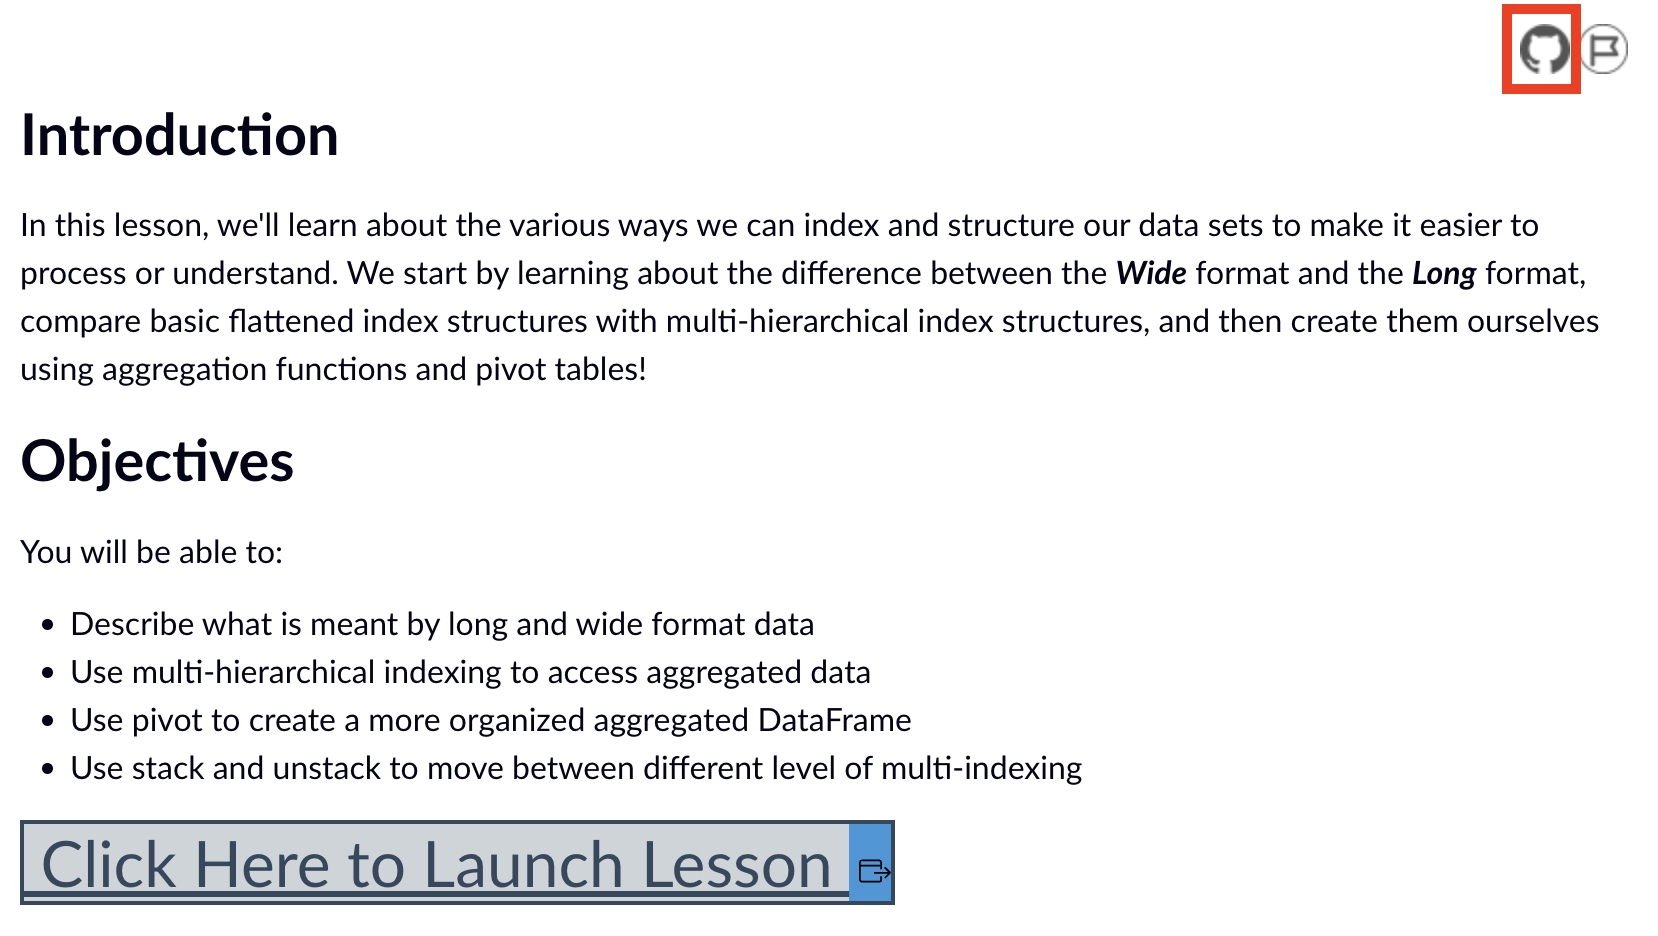 Introduction
In this lesson, we'll learn about the various ways we can index and structure our data sets to make it easier to
process or understand. We start by learning about the difference between the Wide format and the Long format,
compare basic flattened index structures with multi-hierarchical index structures, and then create them ourselves
using aggregation functions and pivot tables!
Objectives
You will be able to:
• Describe what is meant by long and wide format data
• Use multi-hierarchical indexing to access aggregated data
• Use pivot to create a more organized aggregated DataFrame
• Use stack and unstack to move between different level of multi-indexing
Click Here to Launch Lesson